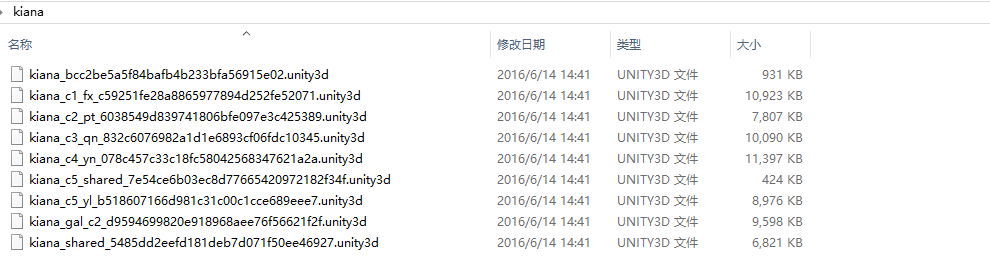 kiana
名称 修改日期 类型 大小
kiana_bcc2be5a5f84bafb4b233bfa56915e02.unity3d 2016/6/14 14:41 UNITY3D 文件 931 KB
kiana_c1_fx_c59251fe28a8865977894d252fe52071.unity3d 2016/6/14 14:41 UNITY3D 文件 10,923 KB
kiana_c2_pt_6038549d839741806bfe097e3c425389.unity3d 2016/6/14 14:41 UNITY3D 文件 7,807 KB
kiana_c3_qn_832c6076982a1d1e6893cf06fdc10345.unity3d 2016/6/14 14:41 UNITY3D 文件 10,090 KB
kiana_c4_yn_078c457c33c18fc58042568347621a2a.unity3d 2016/6/14 14:41 UNITY3D 文件 11,397 KB
kiana_c5_shared_7e54ce6b03ec8d77665420972182f34f.unity3d 2016/6/14 14:41 UNITY3D 文件 424 KB
kiana_c5_yl_b518607166d981c31c00c1cce689eee7.unity3d 2016/6/14 14:41 UNITY3D 文件 8,976 KB
kiana_gal_c2_d9594699820e918968aee76f56621f2f.unity3d 2016/6/14 14:41 UNITY3D 文件 9,598 KB
kiana_shared_5485dd2eefd181deb7d071f50ee46927.unity3d 2016/6/14 14:41 UNITY3D 文件 6,821 KB